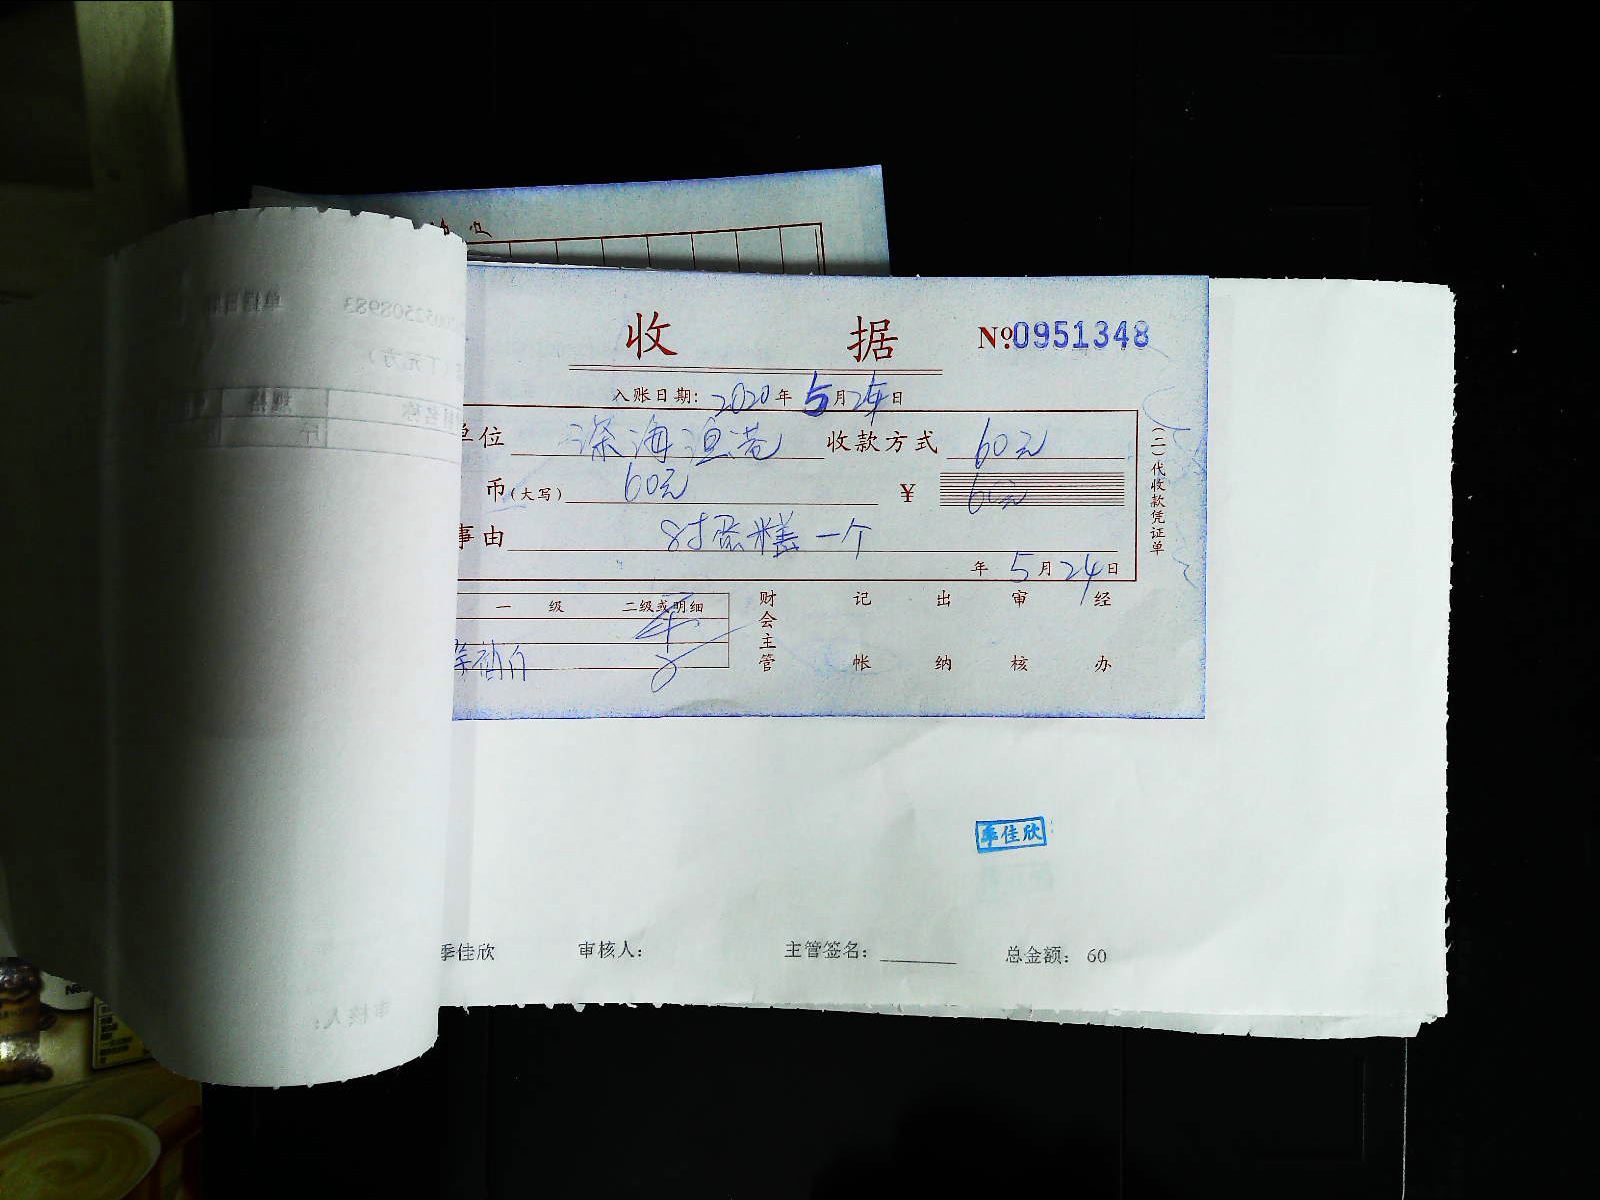 收 据 №0951348
入账日期: 2020 年 5 月 24 日
单位 深海渔港 收款方式 60元
币(大写) 60元 ¥ 60元
事由 8寸蛋糕一个
年 5 月 24 日
(二)代收款凭证单
一 级 二级或明细
财会主管 记帐 出纳 审核 经办
季佳欣
季佳欣 审核人: 主管签名: 总金额: 60